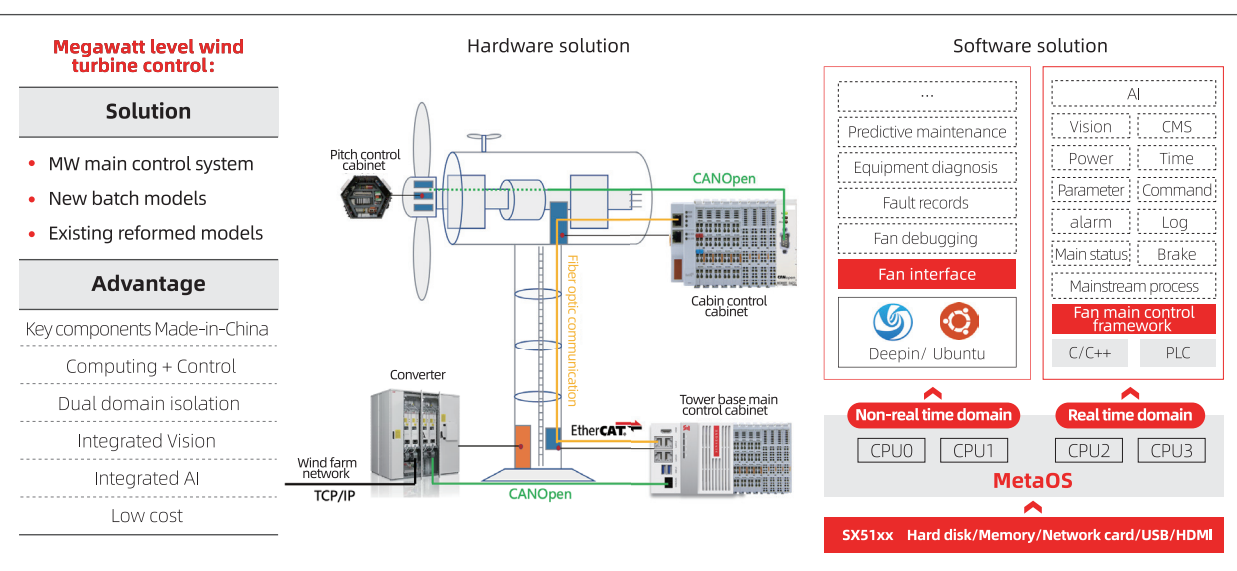 Megawatt level wind
turbine control:
Solution
• MW main control system
• New batch models
• Existing reformed models
Advantage
Key components Made-in-China
Computing + Control
Dual domain isolation
Integrated Vision
Integrated AI
Low cost
Hardware solution
Pitch control
cabinet
CANOpen
Cabin control
cabinet
Fiber optic communication
Converter
Tower base main
control cabinet
EtherCAT
Wind farm
network
TCP/IP
CANOpen
Software solution
...
Predictive maintenance
Equipment diagnosis
Fault records
Fan debugging
Fan interface
Deepin/ Ubuntu
AI
Vision CMS
Power Time
Parameter Command
alarm Log
Main status Brake
Mainstream process
Fan main control
framework
C/C++ PLC
Non-real time domain Real time domain
CPU0 CPU1 CPU2 CPU3
MetaOS
SX51xx Hard disk/Memory/Network card/USB/HDMI